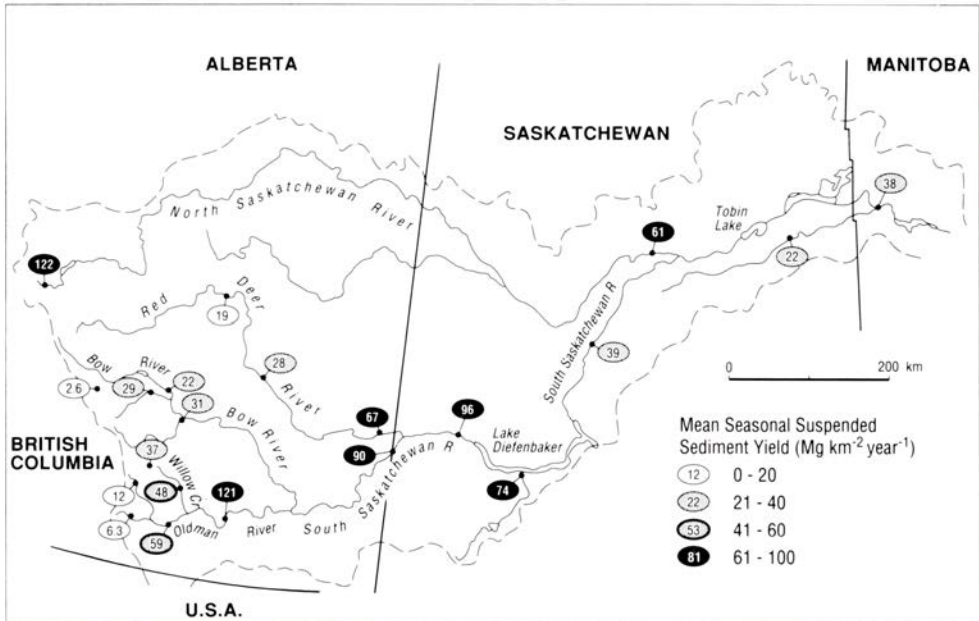 ALBERTA
MANITOBA
SASKATCHEWAN
North Saskatchewan River
38
Tobin
Lake
61
22
122
Red Deer River
19
South Saskatchewan R
39
28
0 200 km
Bow River
2.6
29
22
31
Bow River
67
96
Lake
Diefenbaker
90
74
BRITISH
COLUMBIA
37
Willow Cr
48
121
12
6.3
59
Oldman River
South Saskatchewan R
U.S.A.
Mean Seasonal Suspended
Sediment Yield (Mg km⁻² year⁻¹)
12 0 - 20
22 21 - 40
53 41 - 60
81 61 - 100